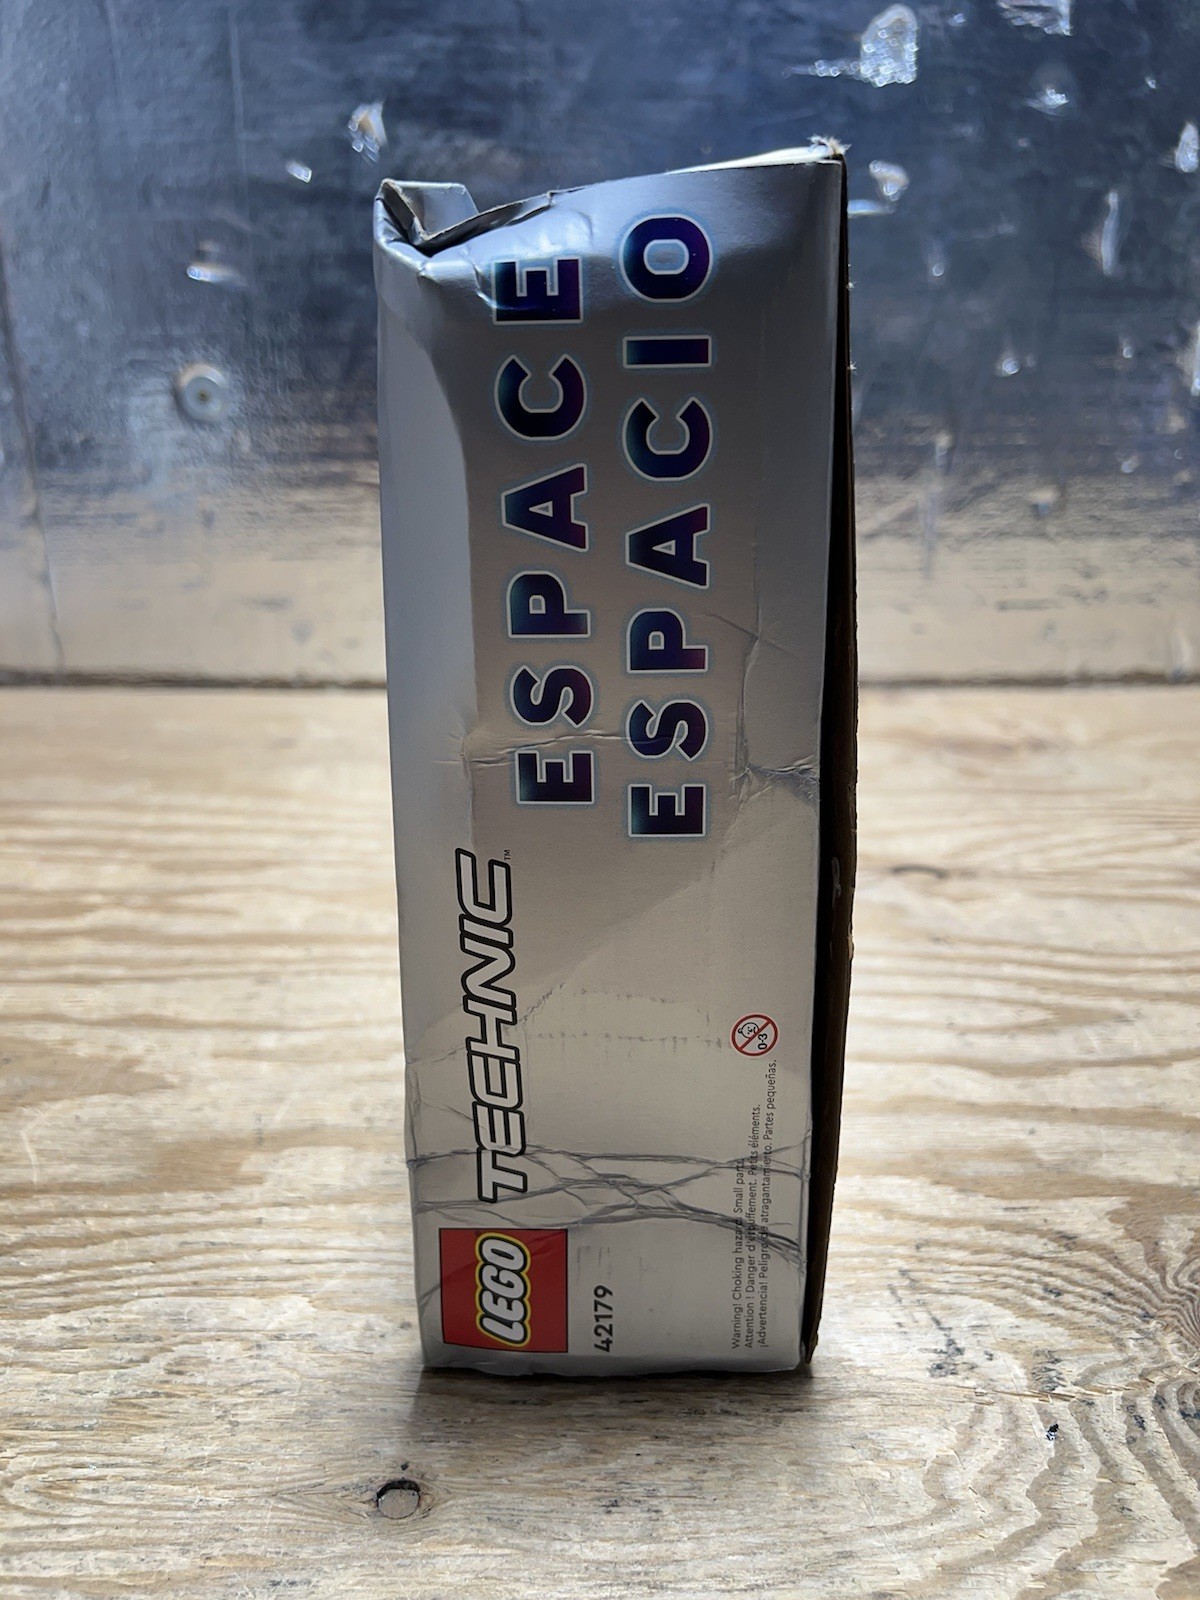 ESPACE
ESPACIO
TECHNIC™
LEGO
42179
0-3
Warning! Choking hazard. Small parts.
Attention ! Danger d'étouffement. Petits éléments.
¡Advertencia! Peligro de atragantamiento. Partes pequeñas.